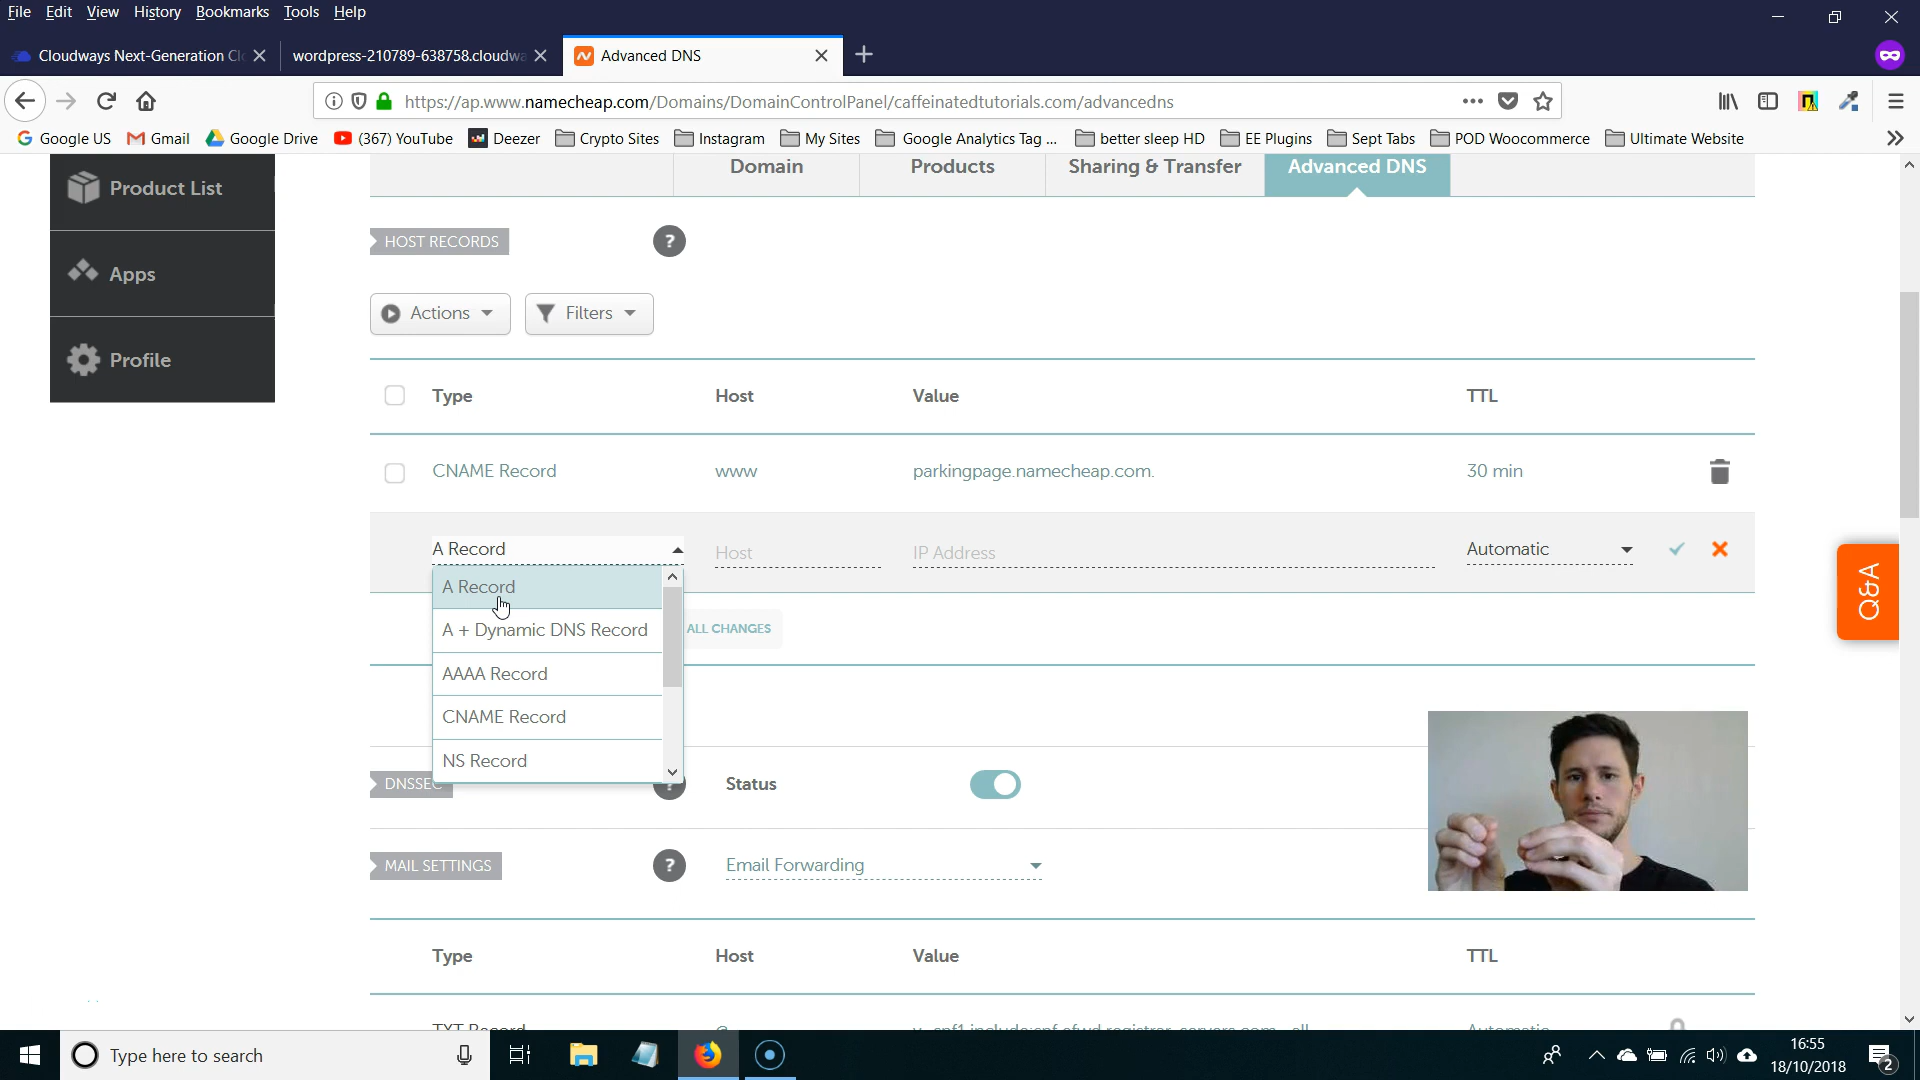 File Edit View History Bookmarks Tools Help
Cloudways Next-Generation Cl
wordpress-210789-638758.cloudwa
Advanced DNS
https://ap.www.namecheap.com/Domains/DomainControlPanel/caffeinatedtutorials.com/advancedns
Google US Gmail Google Drive (367) YouTube Deezer Crypto Sites Instagram My Sites Google Analytics Tag ... better sleep HD EE Plugins Sept Tabs POD Woocommerce Ultimate Website
Product List
Apps
Profile
Domain Products Sharing & Transfer Advanced DNS
HOST RECORDS ?
Actions Filters
Type Host Value TTL
CNAME Record www parkingpage.namecheap.com. 30 min
A Record Host IP Address Automatic
A Record
A + Dynamic DNS Record
ALL CHANGES
AAAA Record
CNAME Record
NS Record
Q&A
DNSSEC ? Status
MAIL SETTINGS ? Email Forwarding
Type Host Value TTL
TXT Record @ Automatic
Type here to search
16:55
18/10/2018
2